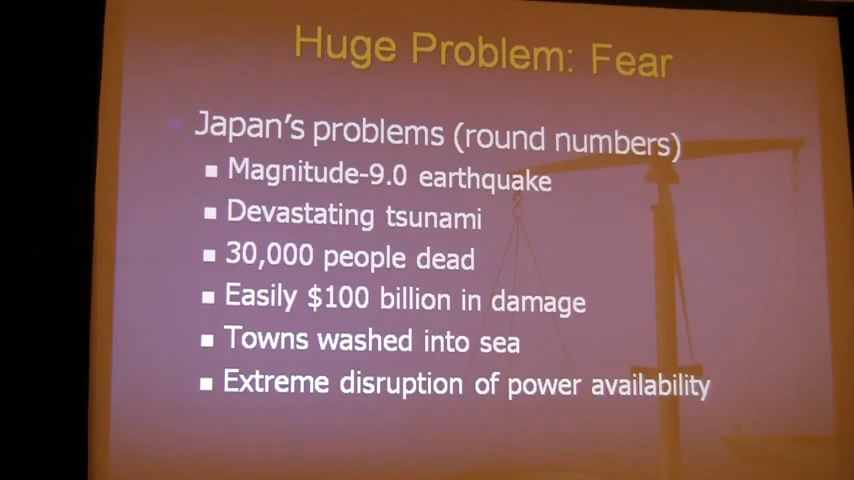 Huge Problem: Fear
Japan's problems (round numbers)
Magnitude-9.0 earthquake
Devastating tsunami
30,000 people dead
Easily $100 billion in damage
Towns washed into sea
Extreme disruption of power availability